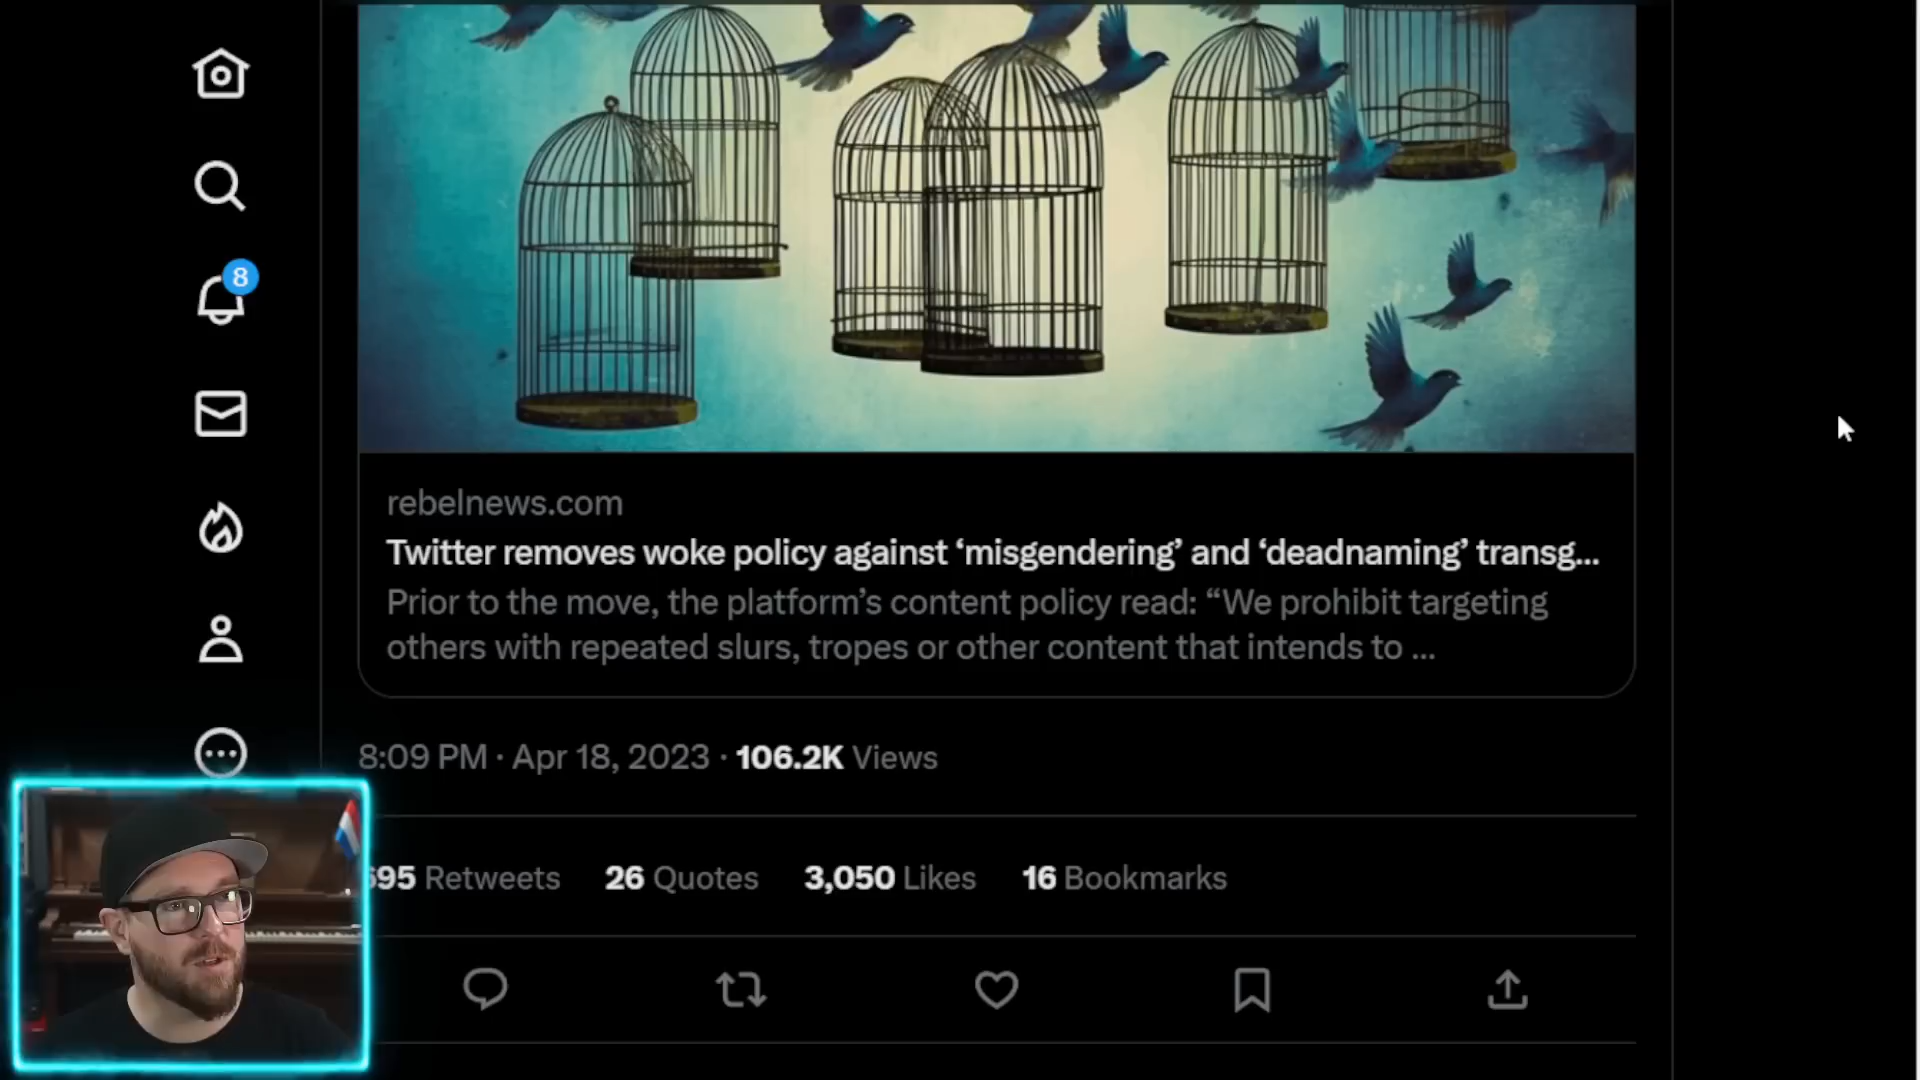 8
rebelnews.com
Twitter removes woke policy against ‘misgendering’ and ‘deadnaming’ transg...
Prior to the move, the platform’s content policy read: “We prohibit targeting
others with repeated slurs, tropes or other content that intends to ...
8:09 PM · Apr 18, 2023 · 106.2K Views
695 Retweets 26 Quotes 3,050 Likes 16 Bookmarks